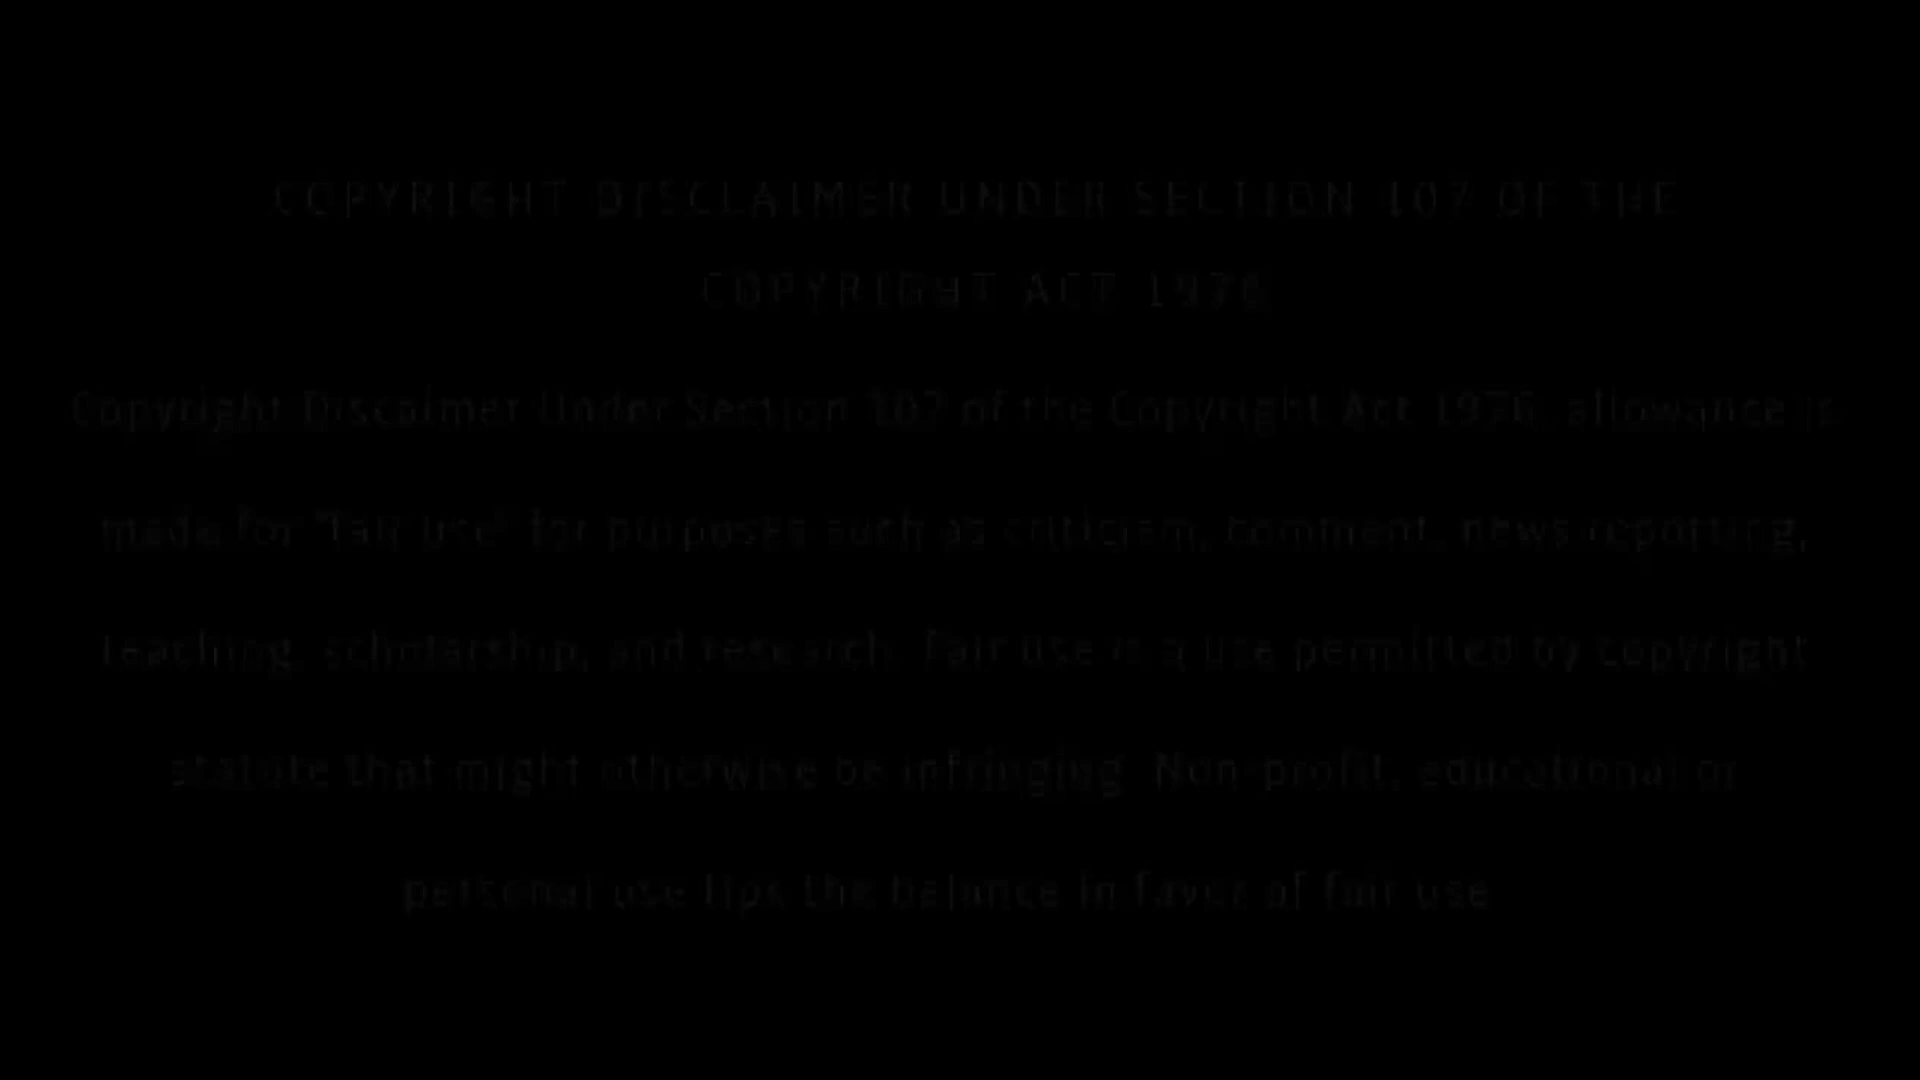 COPYRIGHT DISCLAIMER UNDER SECTION 107 OF THE
COPYRIGHT ACT 1976
Copyright Discaimer Under Section 107 of the Copyright Act 1976, allowance is
made for "fair use" for purposes such as criticism, comment, news reporting,
teaching, scholarship, and research. Fair use is a use permitted by copyright
statute that might otherwise be infringing. Non-profit, educational or
personal use tips the balance in favor of fair use